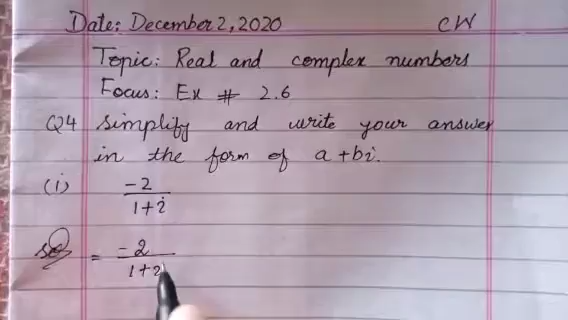 Date: December 2, 2020 CW
Topic: Real and complex numbers
Focus: Ex # 2.6
Q4 simplify and write your answer
in the form of a+bi.
(i) -2
1+i
sol = -2
1+i